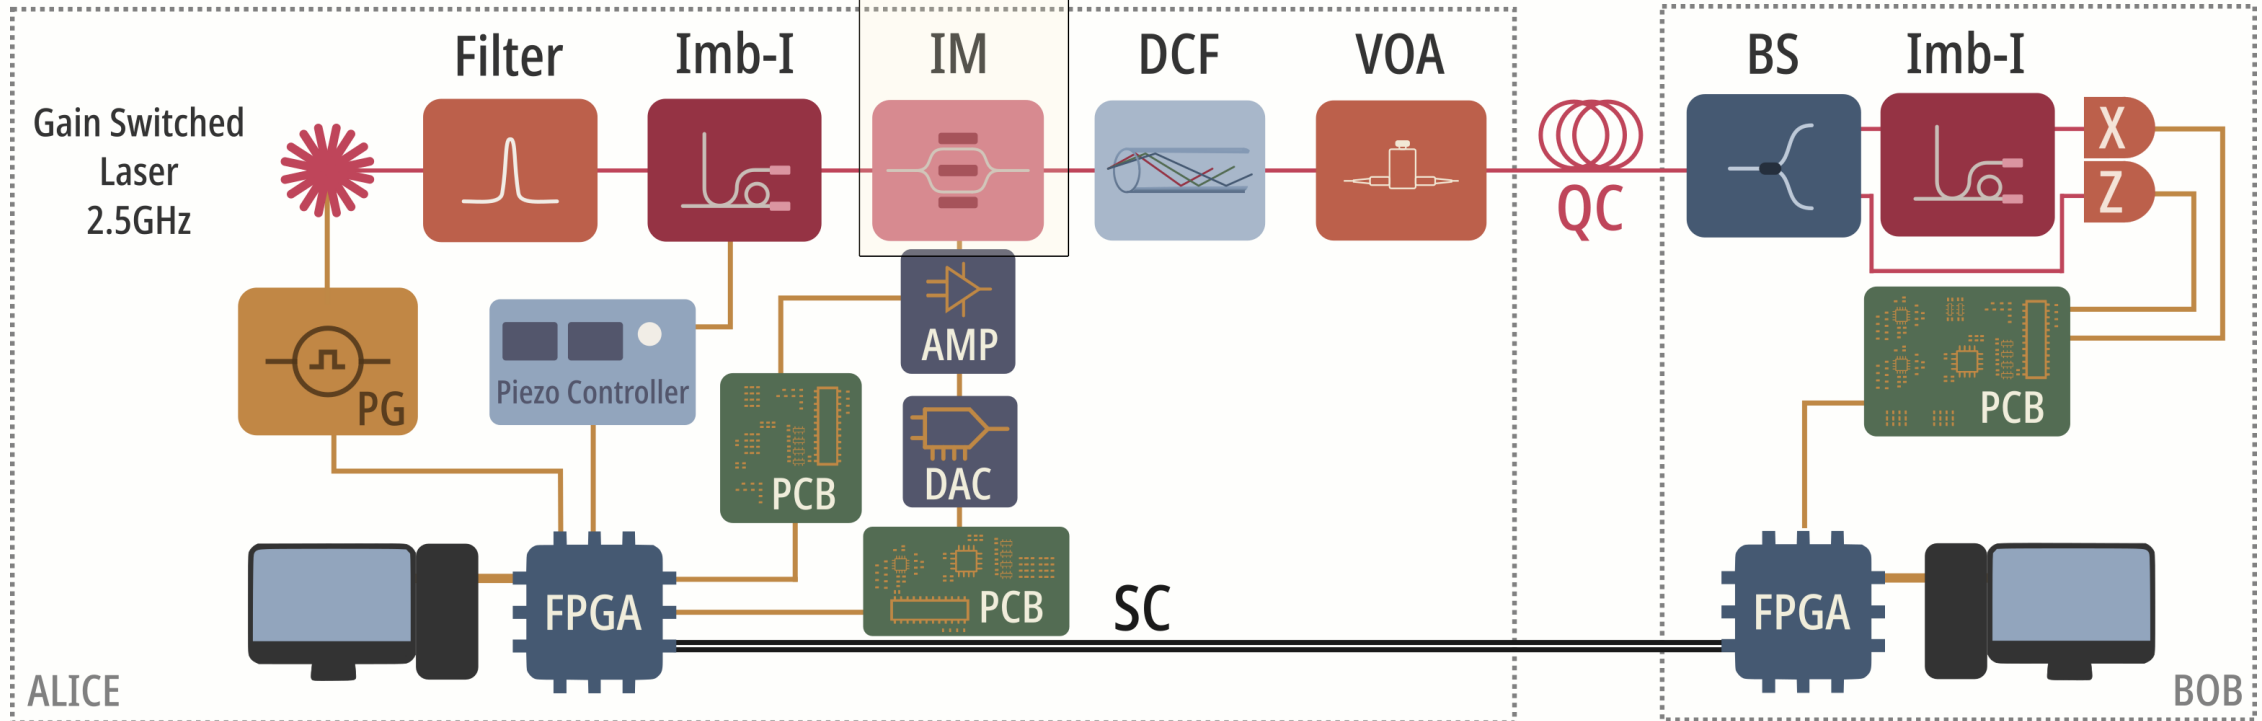 Filter
Imb-I
IM
DCF
VOA
BS
Imb-I
Gain Switched
Laser
2.5GHz
X
Z
QC
PG
Piezo Controller
AMP
PCB
DAC
PCB
PCB
FPGA
SC
FPGA
ALICE
BOB